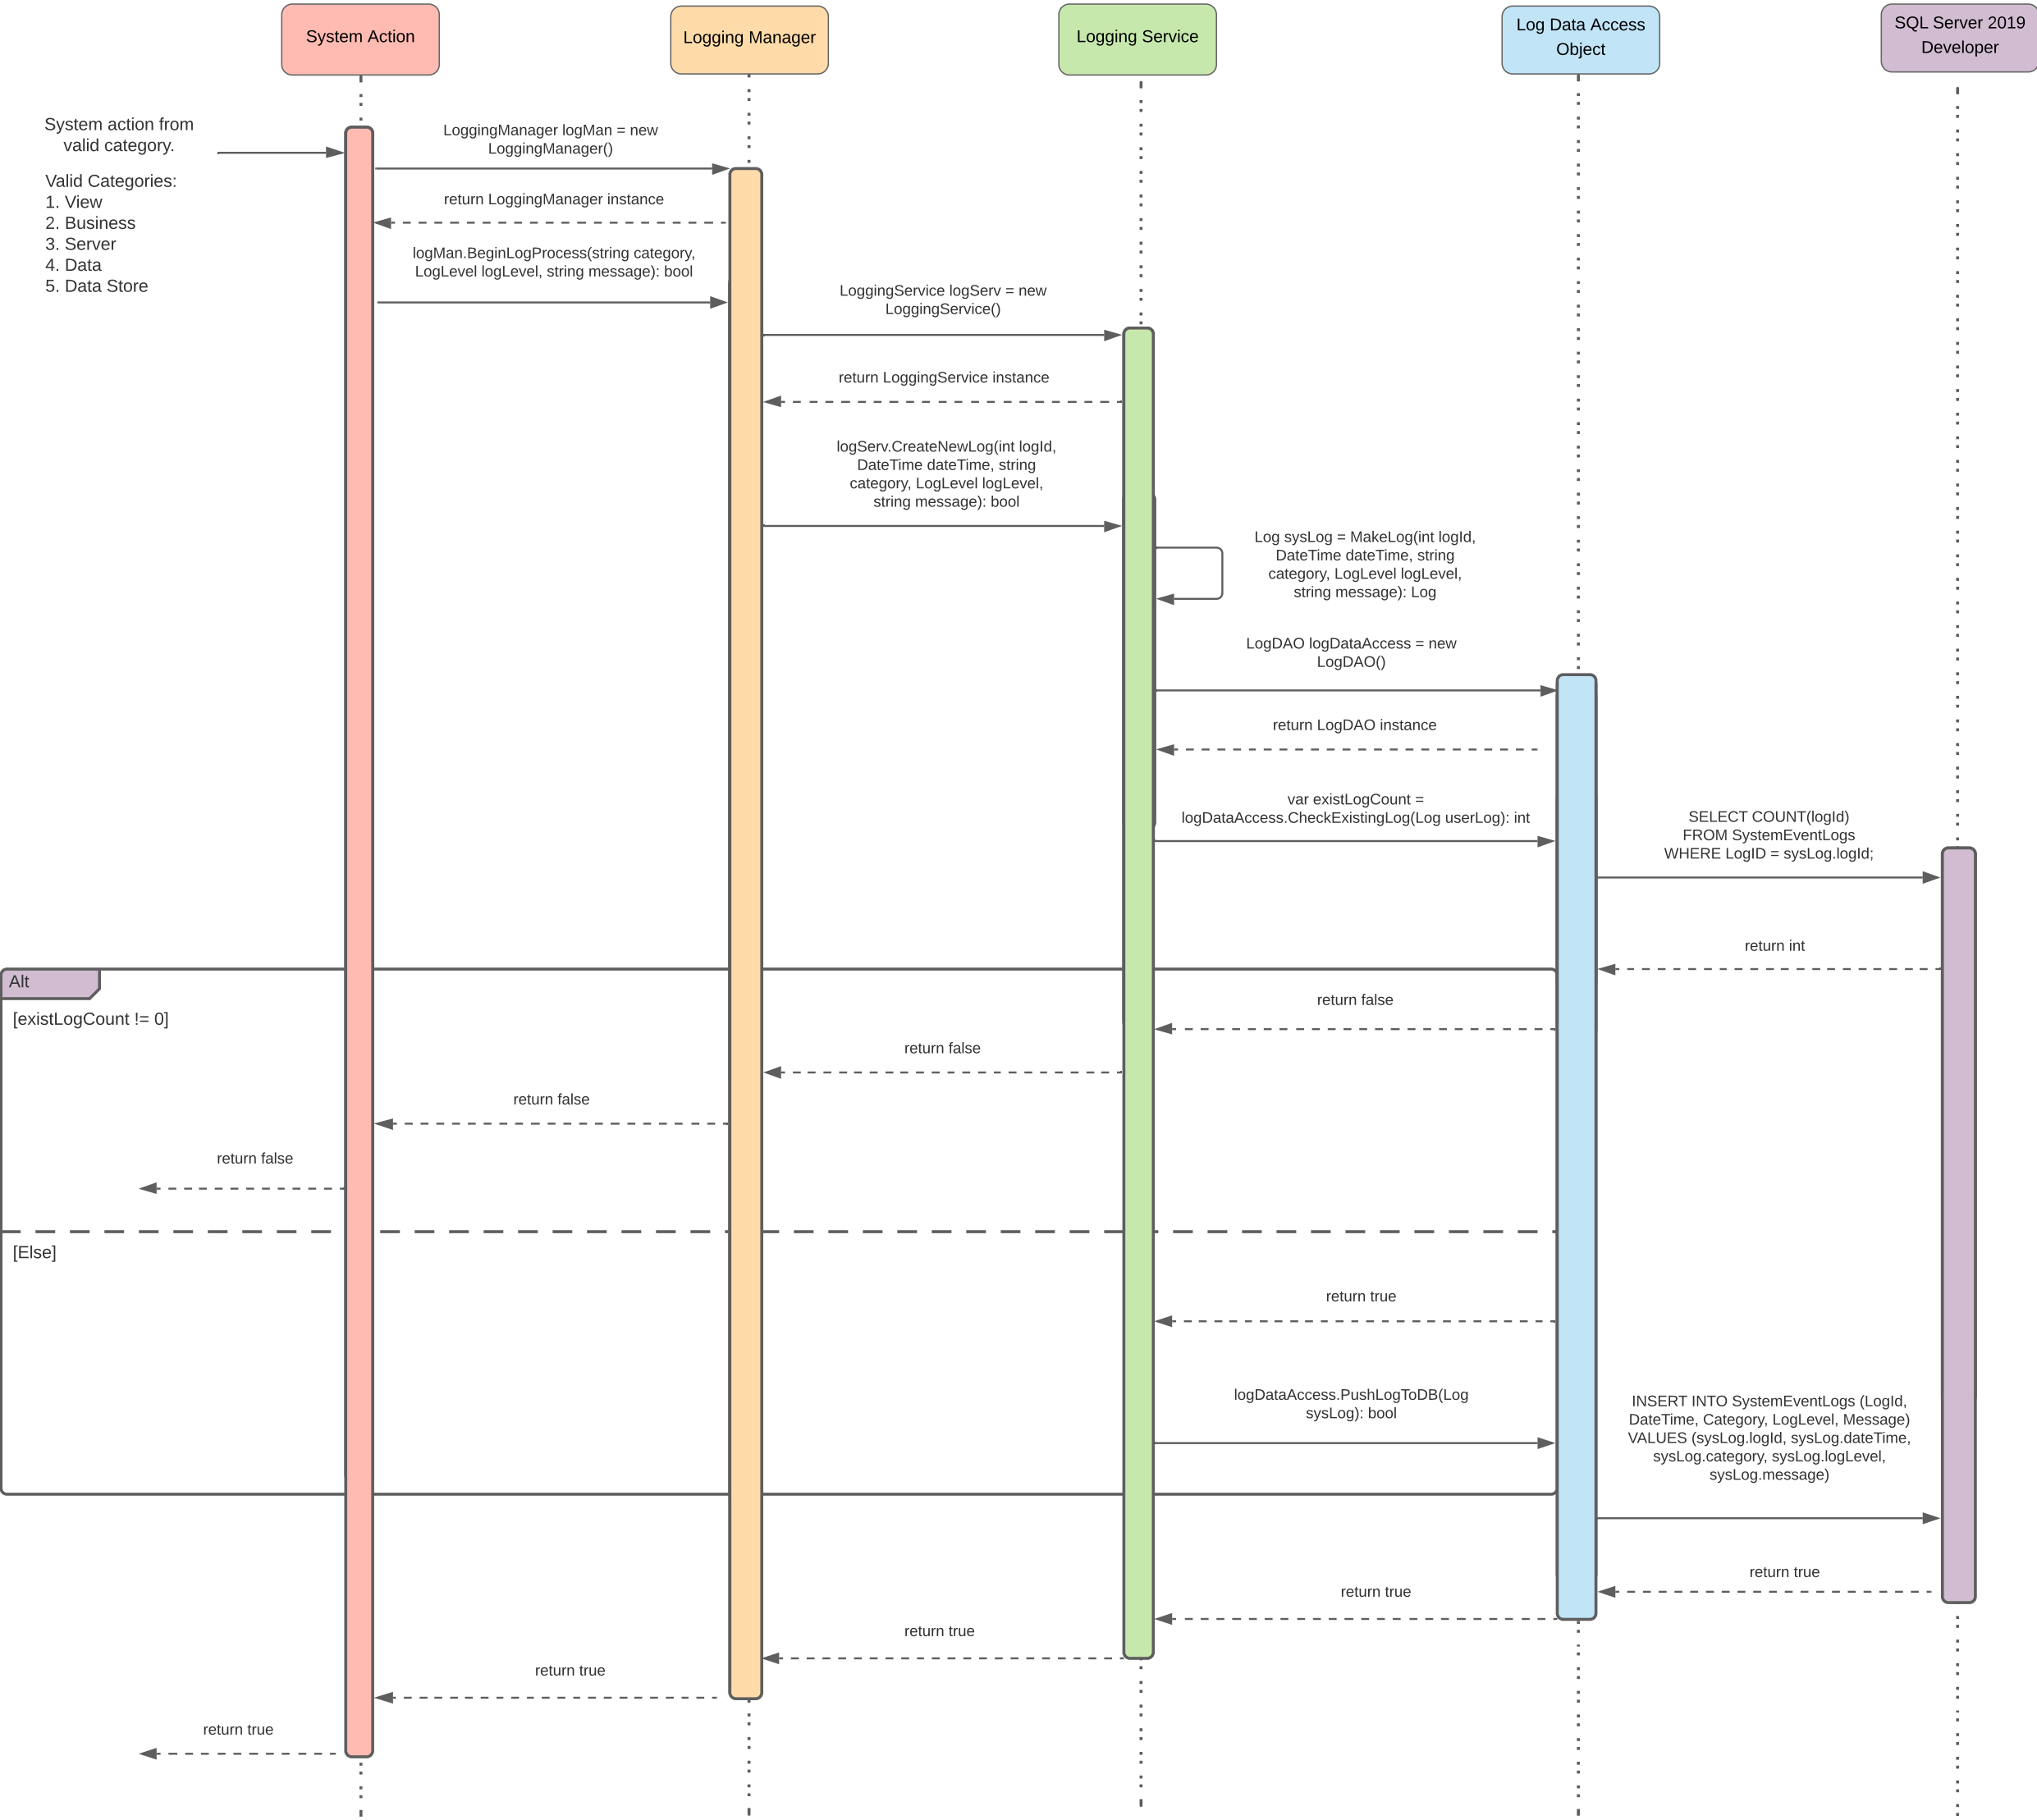 System Action
Logging Manager
Logging Service
Log Data Access
Object
SQL Server 2019
Developer
System action from
valid category.
Valid Categories:
1. View
2. Business
3. Server
4. Data
5. Data Store
LoggingManager logMan = new
LoggingManager()
return LoggingManager instance
logMan.BeginLogProcess(string category,
LogLevel logLevel, string message): bool
LoggingService logServ = new
LoggingService()
return LoggingService instance
logServ.CreateNewLog(int logId,
DateTime dateTime, string
category, LogLevel logLevel,
string message): bool
Log sysLog = MakeLog(int logId,
DateTime dateTime, string
category, LogLevel logLevel,
string message): Log
LogDAO logDataAccess = new
LogDAO()
return LogDAO instance
var existLogCount =
logDataAccess.CheckExistingLog(Log userLog): int
SELECT COUNT(logId)
FROM SystemEventLogs
WHERE LogID = sysLog.logId;
return int
Alt
[existLogCount != 0]
return false
return false
return false
return false
[Else]
return true
logDataAccess.PushLogToDB(Log
sysLog): bool
INSERT INTO SystemEventLogs (LogId,
DateTime, Category, LogLevel, Message)
VALUES (sysLog.logId, sysLog.dateTime,
sysLog.category, sysLog.logLevel,
sysLog.message)
return true
return true
return true
return true
return true